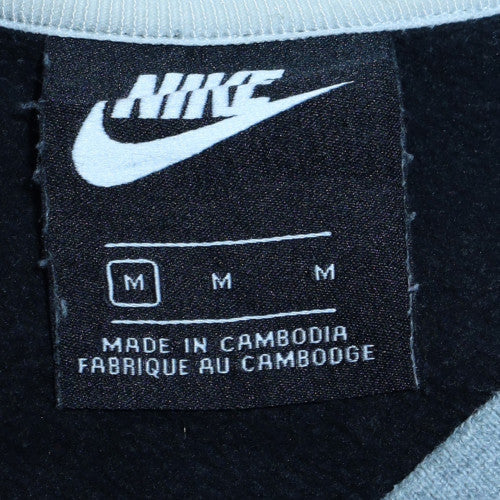 NIKE
M M M
MADE IN CAMBODIA
FABRIQUE AU CAMBODGE